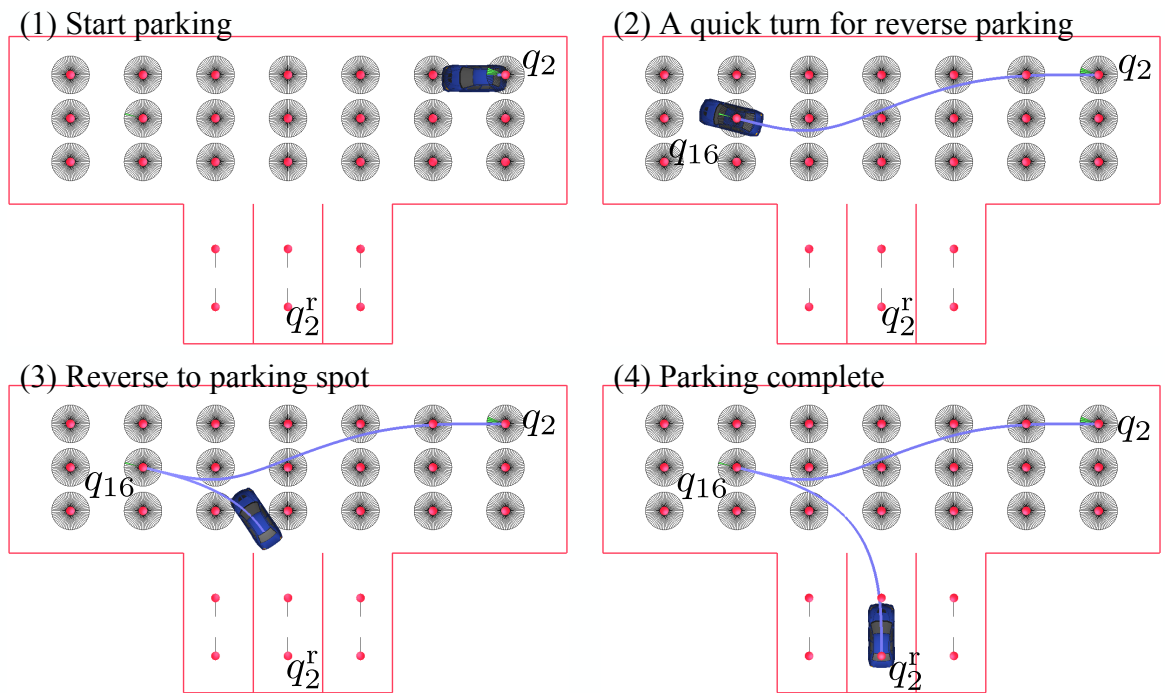 (1) Start parking
(2) A quick turn for reverse parking
q₂
q₂
q₁₆
q₂ʳ
q₂ʳ
(3) Reverse to parking spot
(4) Parking complete
q₂
q₂
q₁₆
q₁₆
q₂ʳ
q₂ʳ